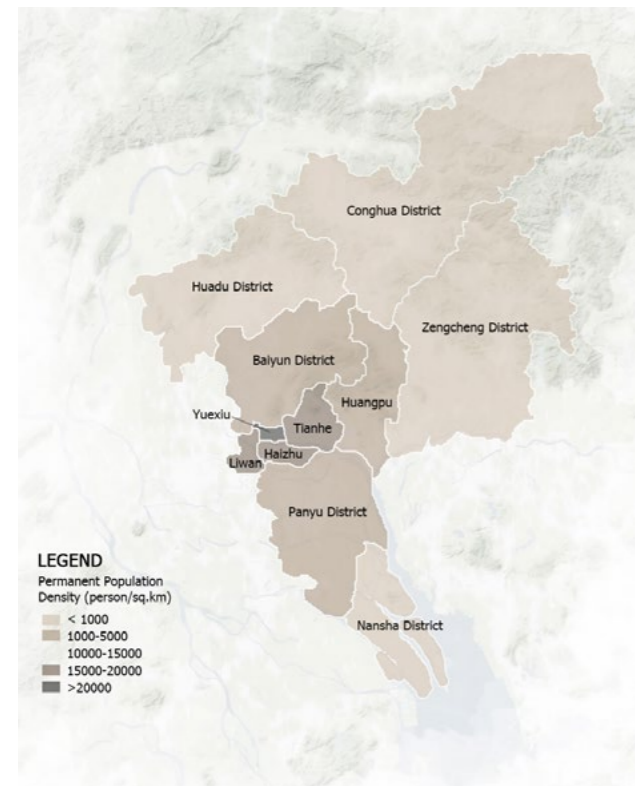 Conghua District
Huadu District
Zengcheng District
Baiyun District
Huangpu
Yuexiu
Tianhe
Haizhu
Liwan
Panyu District
Nansha District
LEGEND
Permanent Population
Density (person/sq.km)
< 1000
1000-5000
10000-15000
15000-20000
>20000